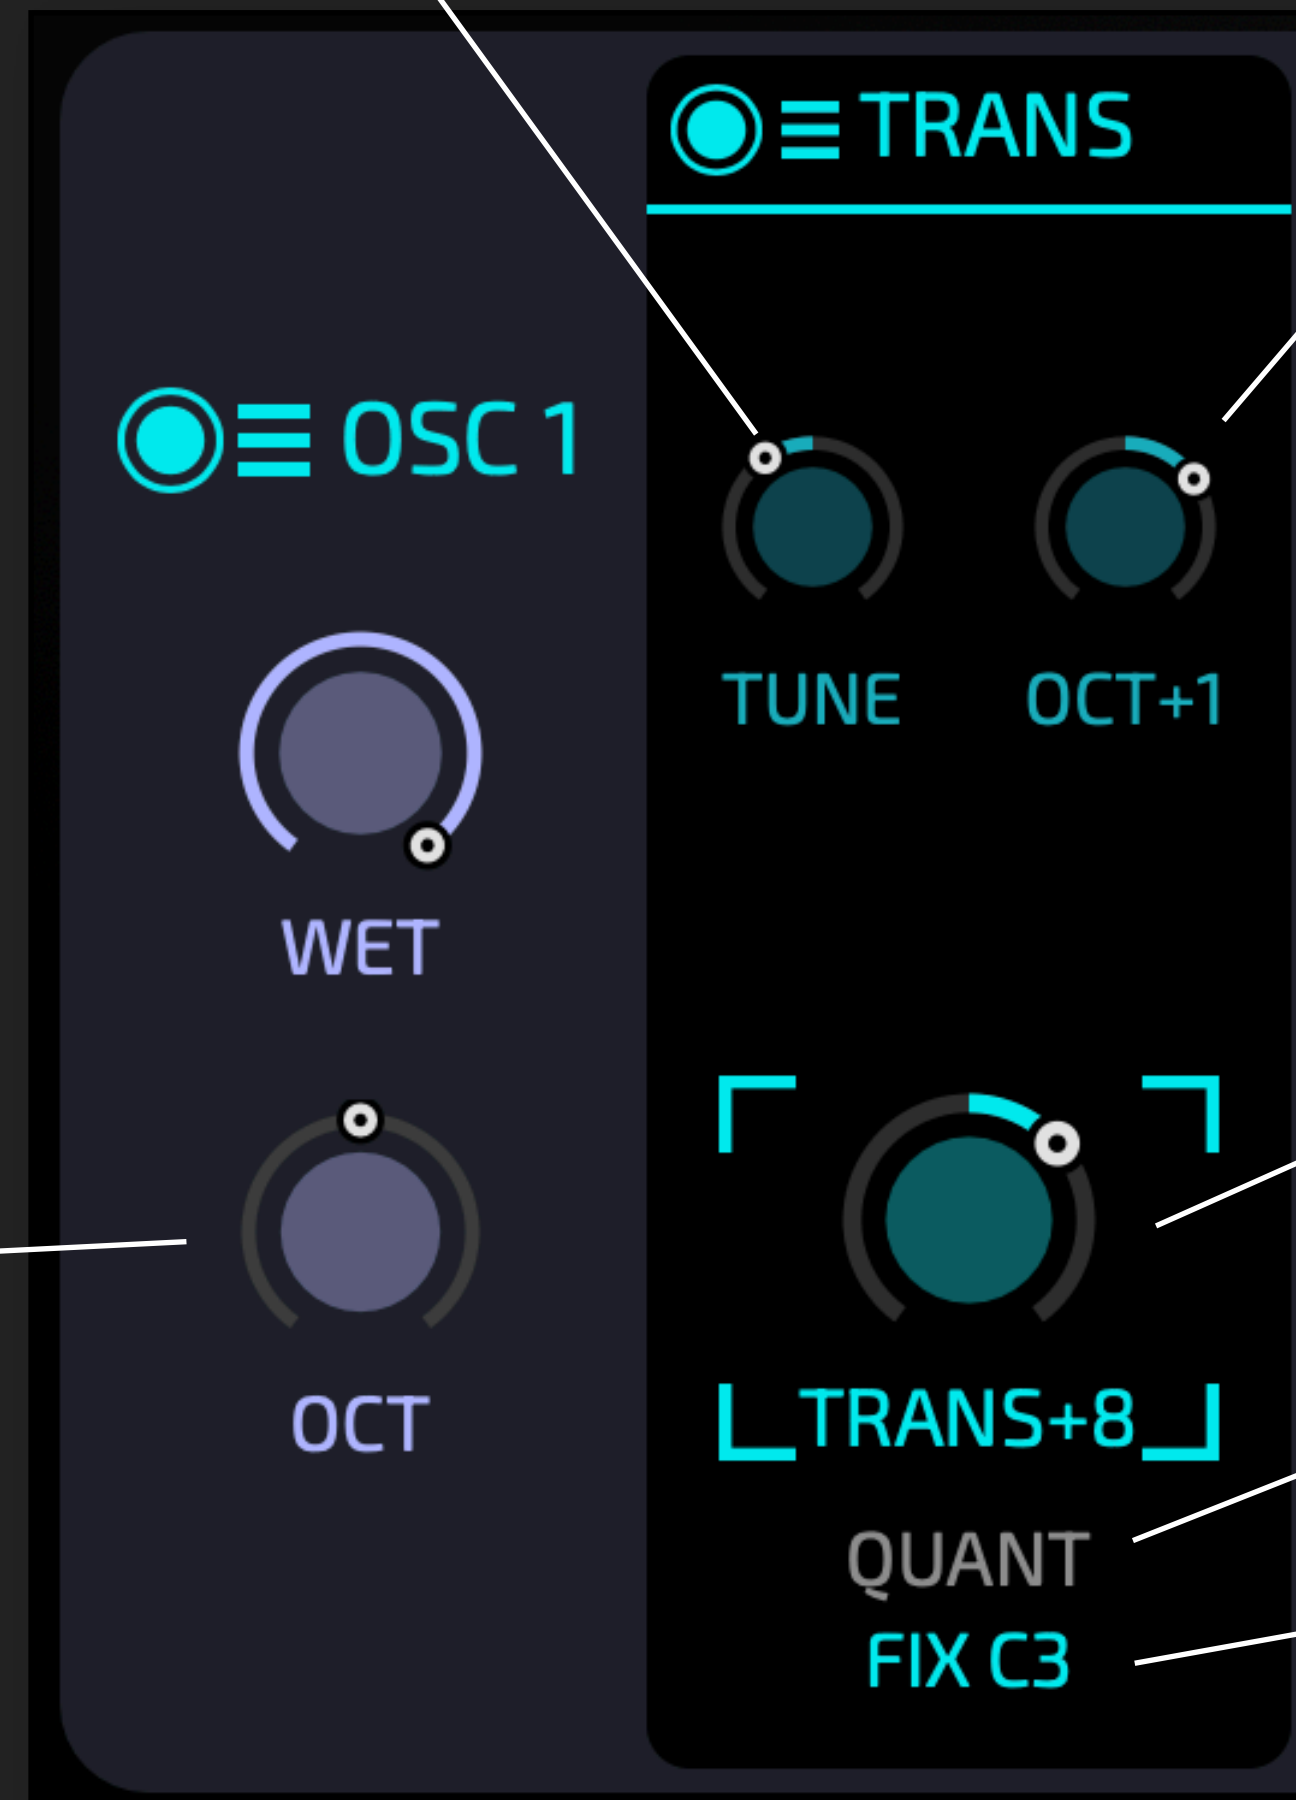 TRANS
OSC 1
TUNE
OCT+1
WET
TRANS+8
OCT
QUANT
FIX C3